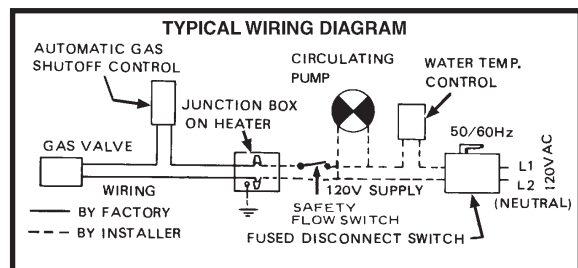 TYPICAL WIRING DIAGRAM
AUTOMATIC GAS
SHUTOFF CONTROL
CIRCULATING
PUMP
WATER TEMP.
CONTROL
JUNCTION BOX
ON HEATER
50/60Hz
GAS VALVE
L1
L2
(NEUTRAL)
120VAC
WIRING
120V SUPPLY
BY FACTORY
SAFETY
FLOW SWITCH
BY INSTALLER
FUSED DISCONNECT SWITCH